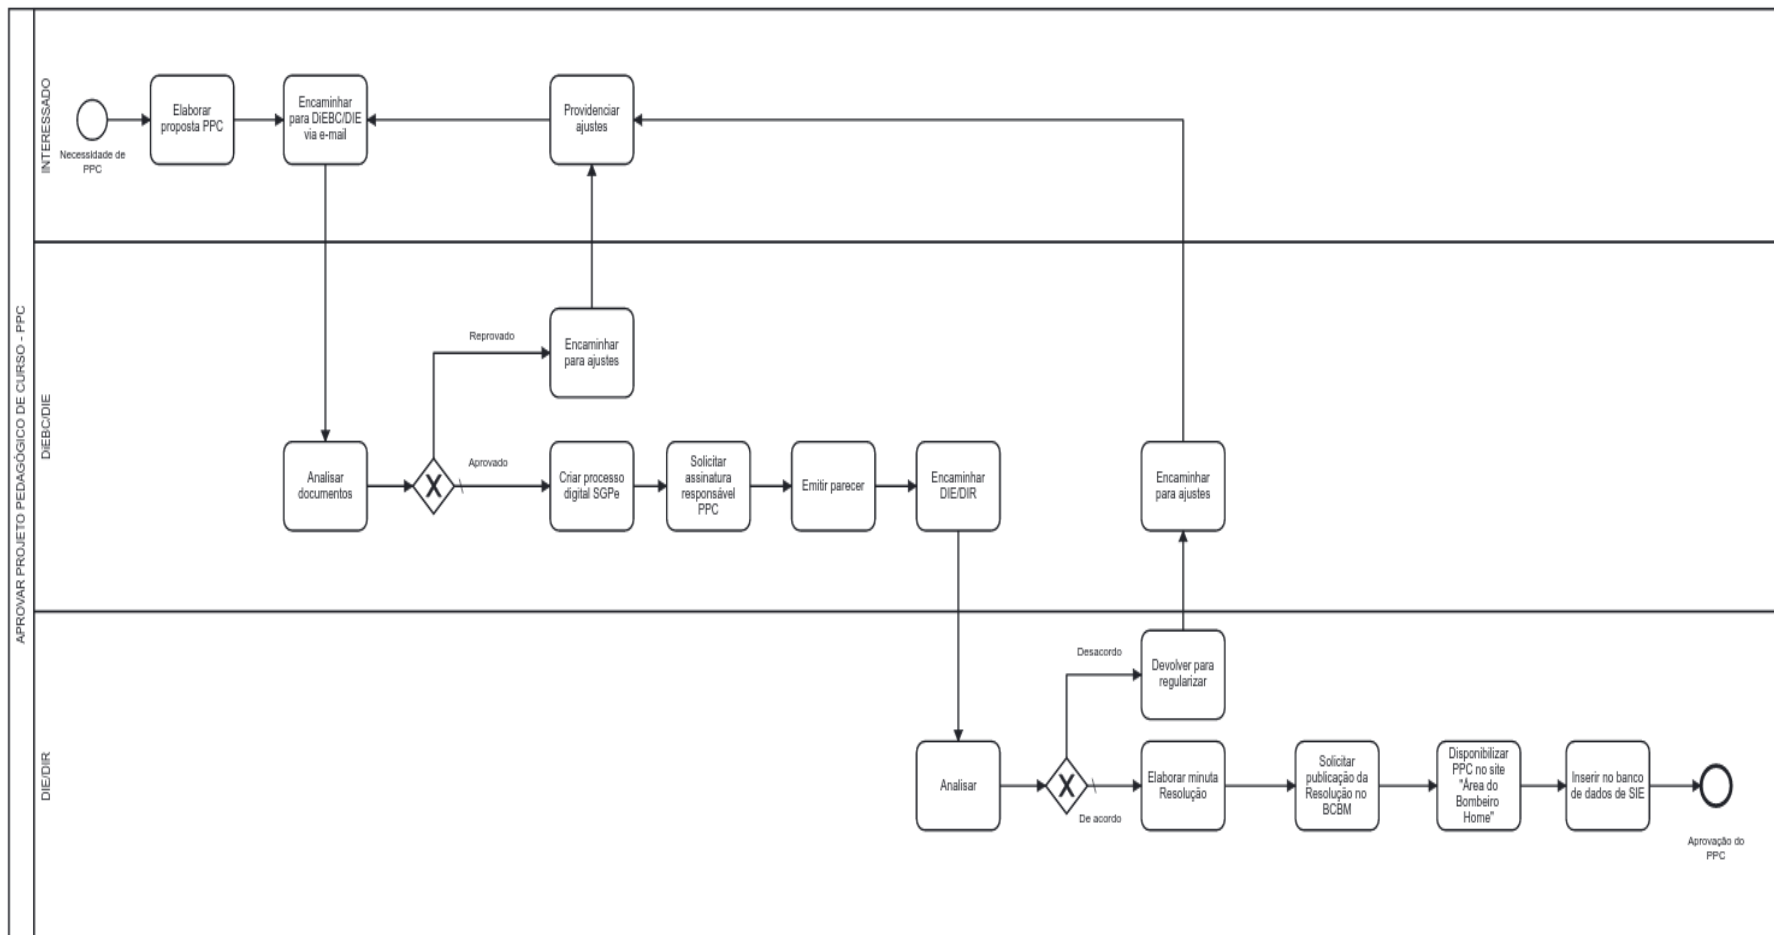 APROVAR PROJETO PEDAGÓGICO DE CURSO - PPC
INTERESSADO
Necessidade de
PPC
Elaborar
proposta PPC
Encaminhar
para DiEBC/DIE
via e-mail
Providenciar
ajustes
DiEBC/DIE
Analisar
documentos
Reprovado
Encaminhar
para ajustes
Aprovado
Criar processo
digital SGPe
Solicitar
assinatura
responsável
PPC
Emitir parecer
Encaminhar
DIE/DIR
Encaminhar
para ajustes
DIE/DIR
Analisar
Desacordo
Devolver para
regularizar
De acordo
Elaborar minuta
Resolução
Solicitar
publicação da
Resolução no
BCBM
Disponibilizar
PPC no site
"Área do
Bombeiro
Home"
Inserir no banco
de dados de SIE
Aprovação do
PPC